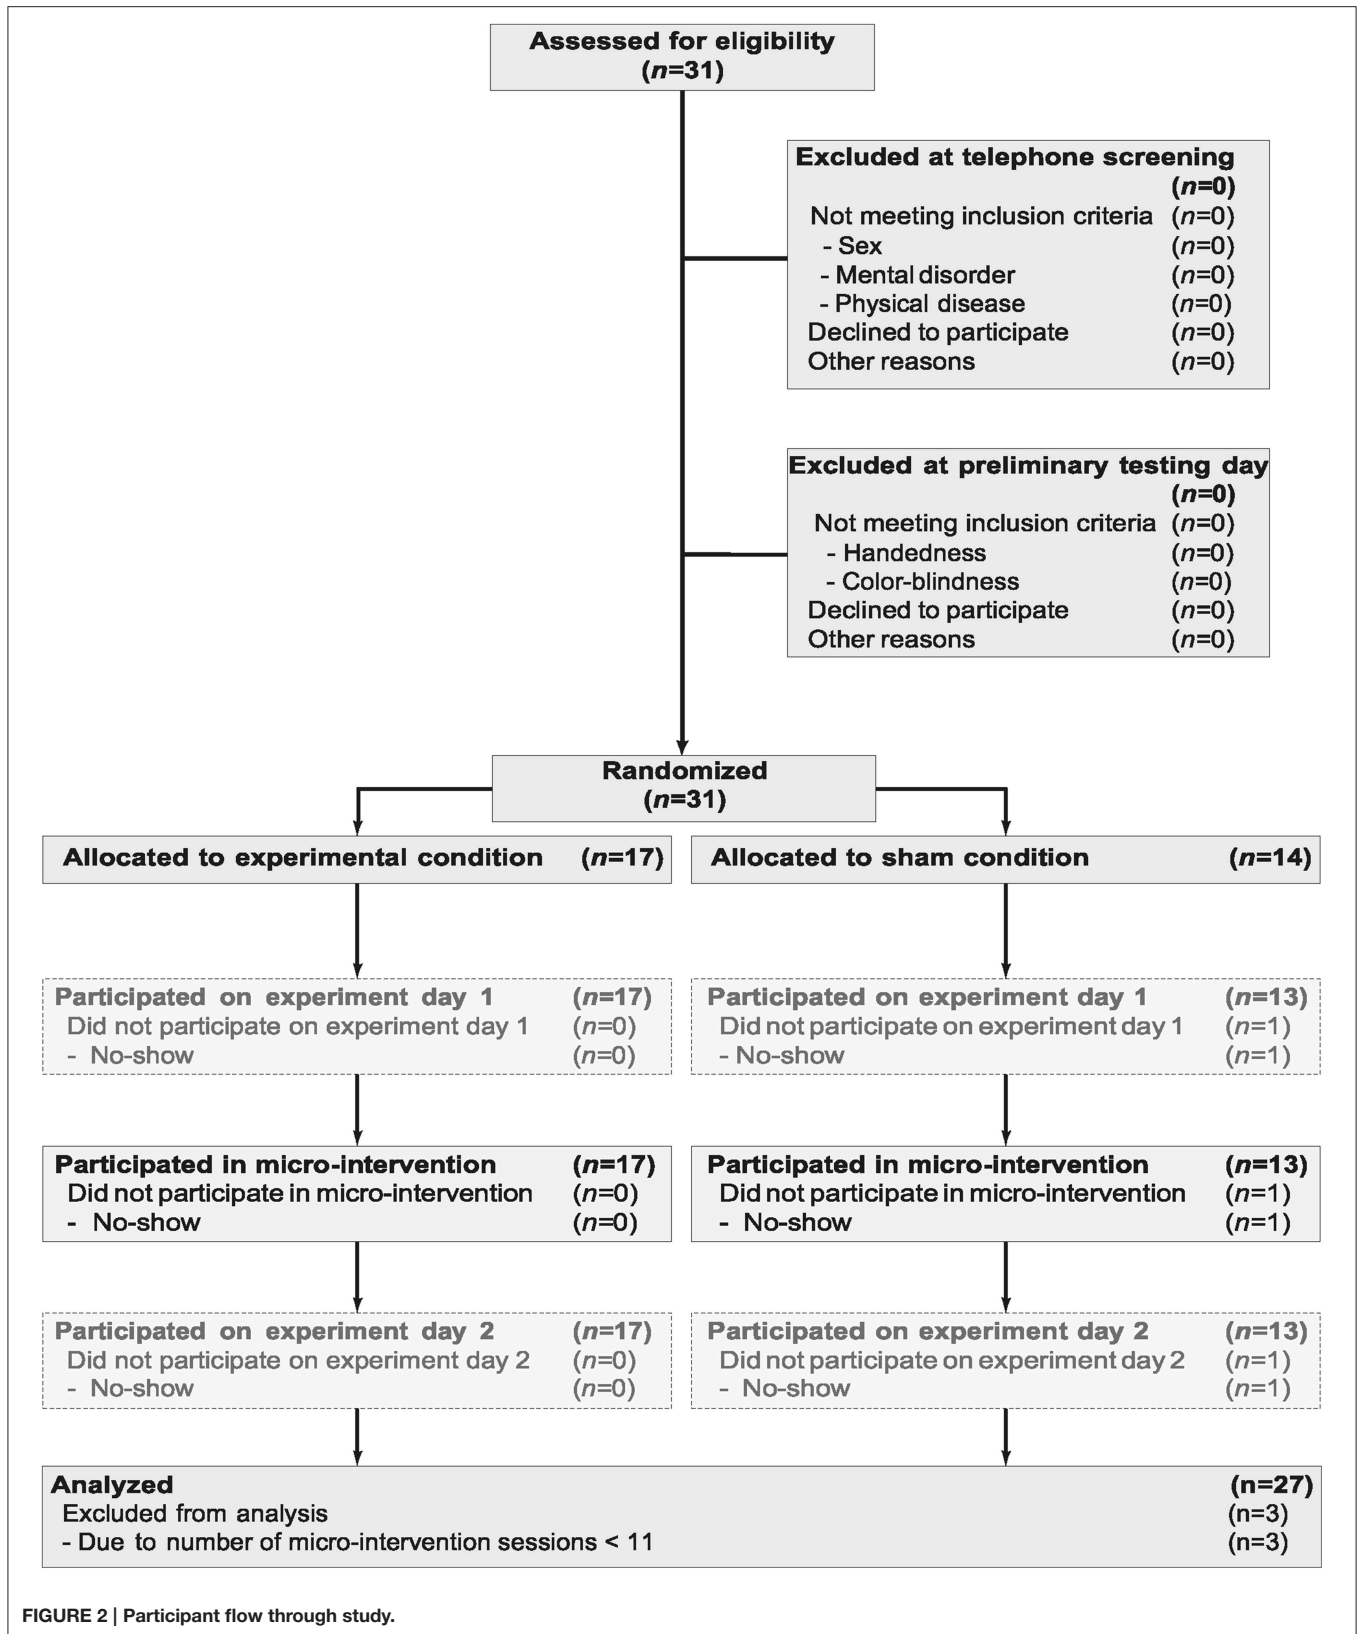 Assessed for eligibility
(n=31)
Excluded at telephone screening
(n=0)
Not meeting inclusion criteria (n=0)
- Sex (n=0)
- Mental disorder (n=0)
- Physical disease (n=0)
Declined to participate (n=0)
Other reasons (n=0)
Excluded at preliminary testing day
(n=0)
Not meeting inclusion criteria (n=0)
- Handedness (n=0)
- Color-blindness (n=0)
Declined to participate (n=0)
Other reasons (n=0)
Randomized
(n=31)
Allocated to experimental condition (n=17)
Allocated to sham condition (n=14)
Participated on experiment day 1 (n=17)
Did not participate on experiment day 1 (n=0)
- No-show (n=0)
Participated on experiment day 1 (n=13)
Did not participate on experiment day 1 (n=1)
- No-show (n=1)
Participated in micro-intervention (n=17)
Did not participate in micro-intervention (n=0)
- No-show (n=0)
Participated in micro-intervention (n=13)
Did not participate in micro-intervention (n=1)
- No-show (n=1)
Participated on experiment day 2 (n=17)
Did not participate on experiment day 2 (n=0)
- No-show (n=0)
Participated on experiment day 2 (n=13)
Did not participate on experiment day 2 (n=1)
- No-show (n=1)
Analyzed (n=27)
Excluded from analysis (n=3)
- Due to number of micro-intervention sessions < 11 (n=3)
FIGURE 2 | Participant flow through study.